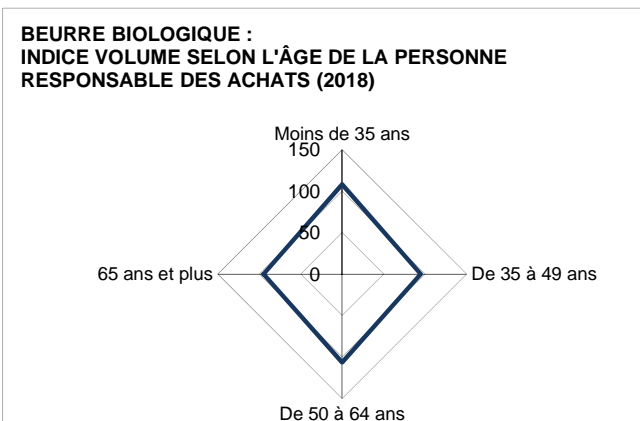 BEURRE BIOLOGIQUE :
INDICE VOLUME SELON L'ÂGE DE LA PERSONNE
RESPONSABLE DES ACHATS (2018)
Moins de 35 ans
150
100
50
65 ans et plus
0
De 35 à 49 ans
De 50 à 64 ans